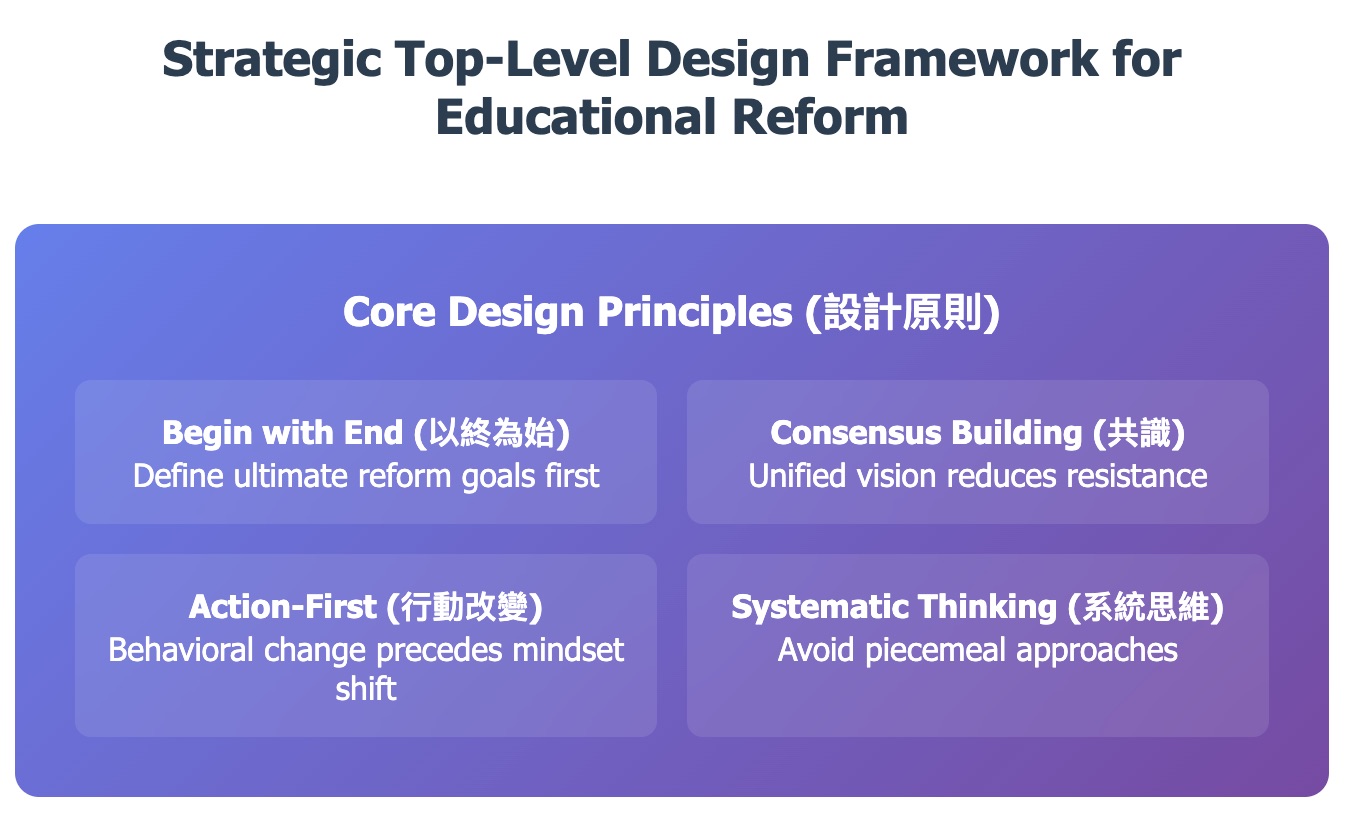 Strategic Top-Level Design Framework for
Educational Reform
Core Design Principles (設計原則)
Begin with End (以終為始)
Define ultimate reform goals first
Consensus Building (共識)
Unified vision reduces resistance
Action-First (行動改變)
Behavioral change precedes mindset
shift
Systematic Thinking (系統思維)
Avoid piecemeal approaches